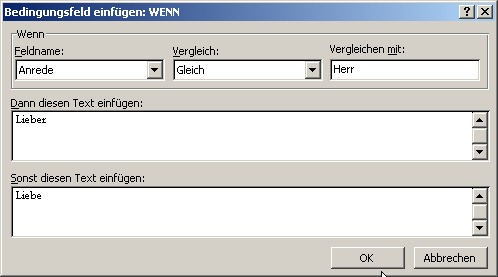 Bedingungsfeld einfügen: WENN
Wenn
Feldname: Vergleich: Vergleichen mit:
Anrede Gleich Herr
Dann diesen Text einfügen:
Lieber
Sonst diesen Text einfügen:
Liebe
OK Abbrechen